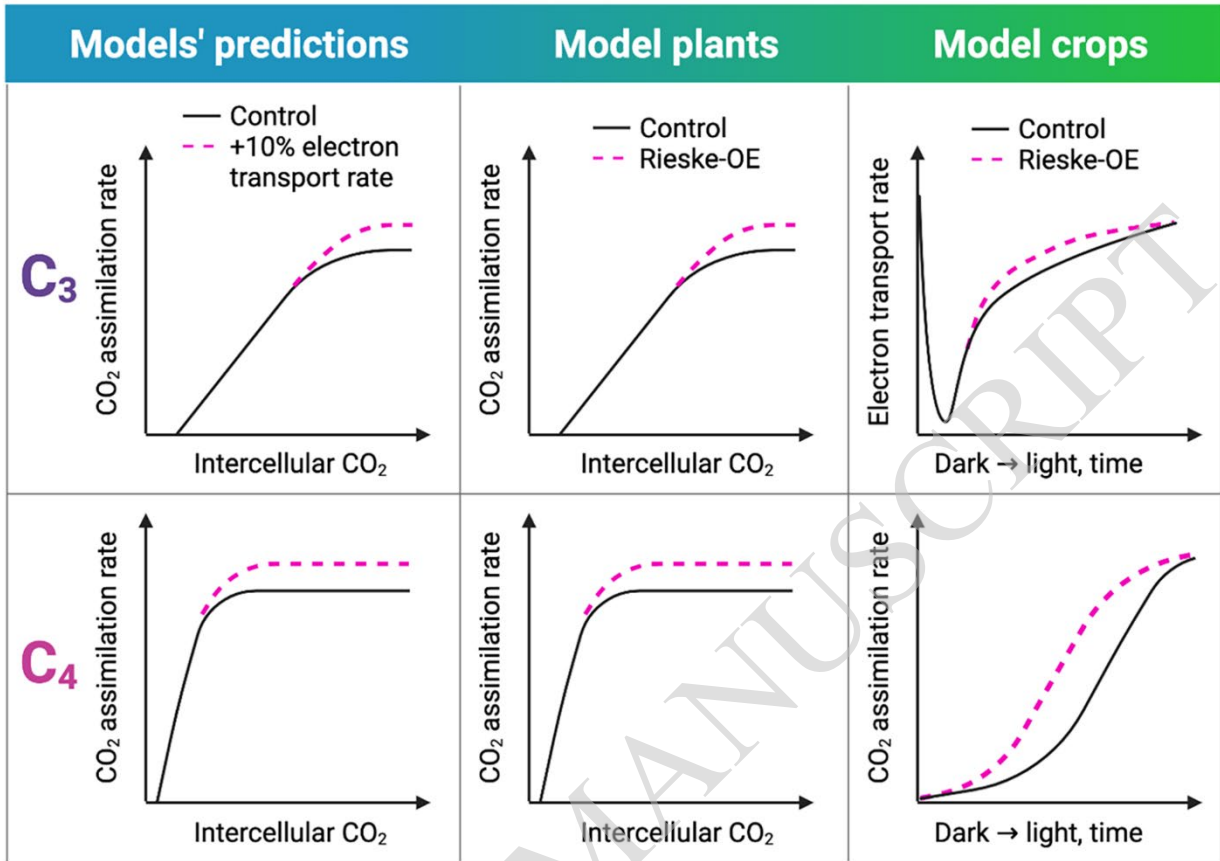 Models' predictions
Model plants
Model crops
C₃
Control
+10% electron
transport rate
CO₂ assimilation rate
Intercellular CO₂
Control
Rieske-OE
CO₂ assimilation rate
Intercellular CO₂
Control
Rieske-OE
Electron transport rate
Dark → light, time
C₄
CO₂ assimilation rate
Intercellular CO₂
CO₂ assimilation rate
Intercellular CO₂
CO₂ assimilation rate
Dark → light, time
MANUSCRIPT